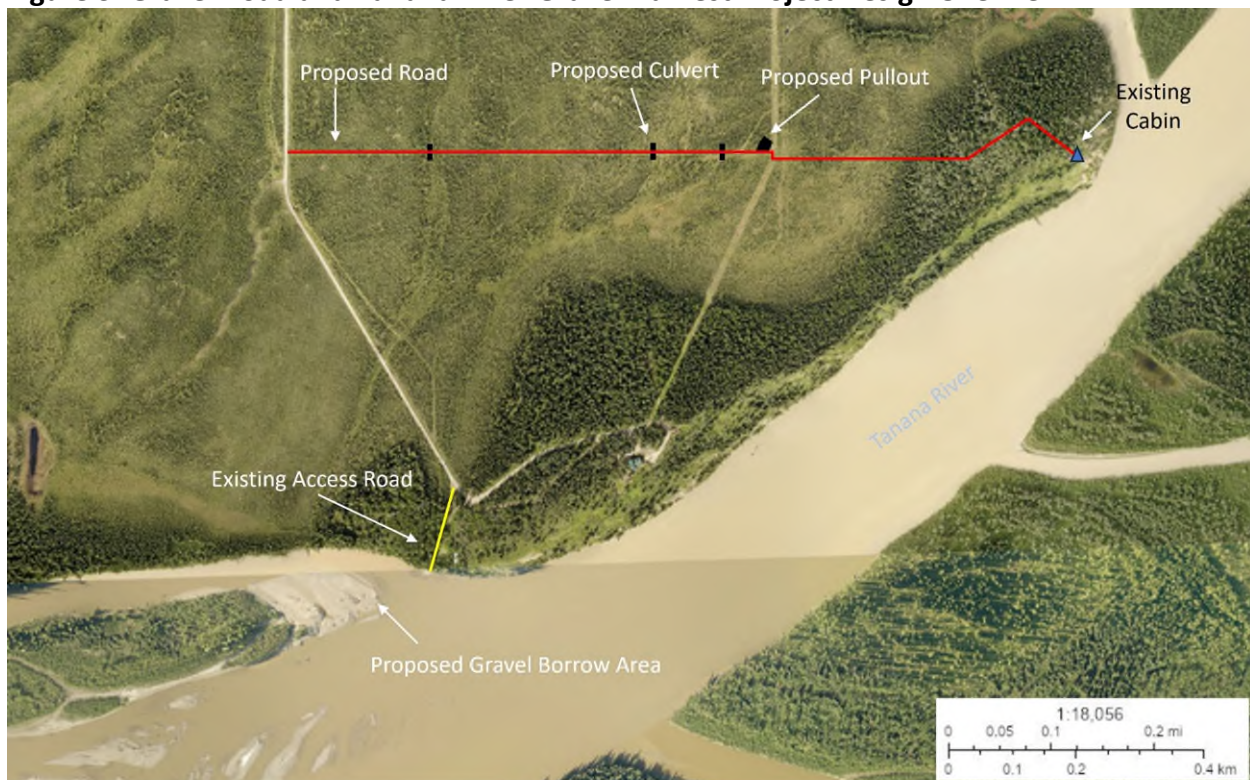 Proposed Road
Proposed Culvert
Proposed Pullout
Existing
Cabin
Tanana River
Existing Access Road
Proposed Gravel Borrow Area
1:18,056
0 0.05 0.1 0.2 mi
0 0.1 0.2 0.4 km